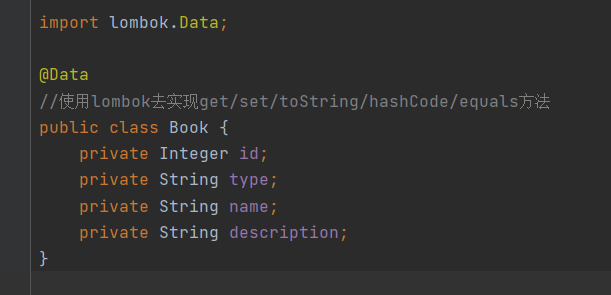 import lombok.Data;
@Data
//使用lombok去实现get/set/toString/hashCode/equals方法
public class Book {
private Integer id;
private String type;
private String name;
private String description;
}